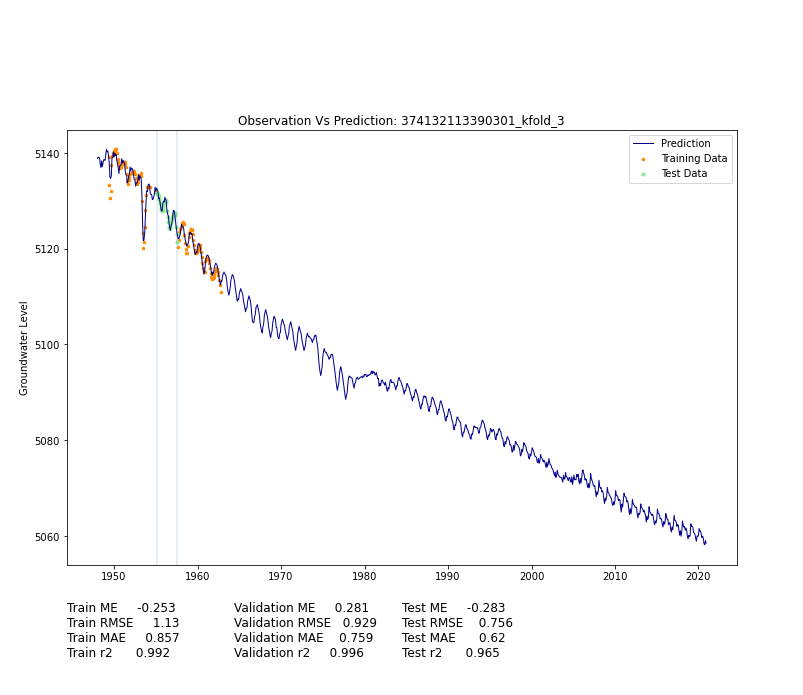 Observation Vs Prediction: 374132113390301_kfold_3
Prediction
Training Data
Test Data
Groundwater Level
5140
5120
5100
5080
5060
1950 1960 1970 1980 1990 2000 2010 2020
Train ME -0.253 Validation ME 0.281 Test ME -0.283
Train RMSE 1.13 Validation RMSE 0.929 Test RMSE 0.756
Train MAE 0.857 Validation MAE 0.759 Test MAE 0.62
Train r2 0.992 Validation r2 0.996 Test r2 0.965